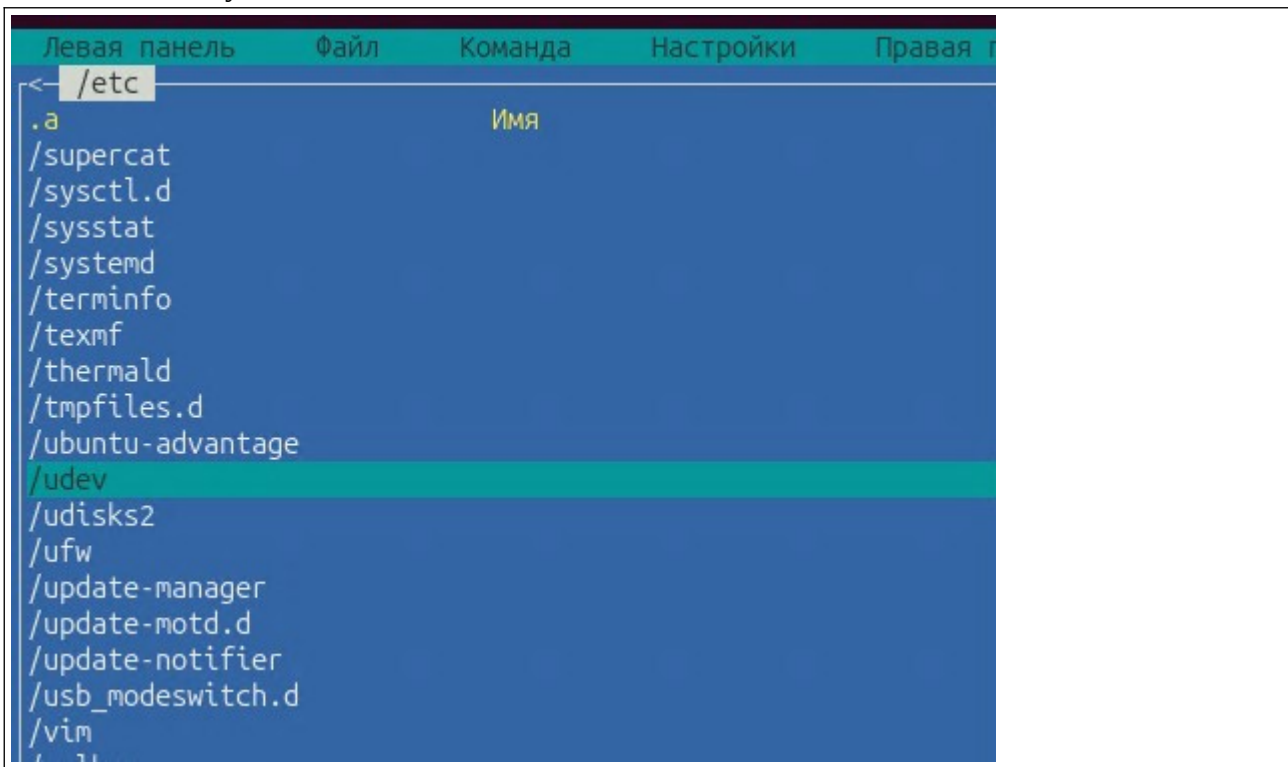 Левая панель Файл Команда Настройки Правая
<- /etc
.а Имя
/supercat
/sysctl.d
/sysstat
/systemd
/terminfo
/texmf
/thermald
/tmpfiles.d
/ubuntu-advantage
/udev
/udisks2
/ufw
/update-manager
/update-motd.d
/update-notifier
/usb_modeswitch.d
/vim